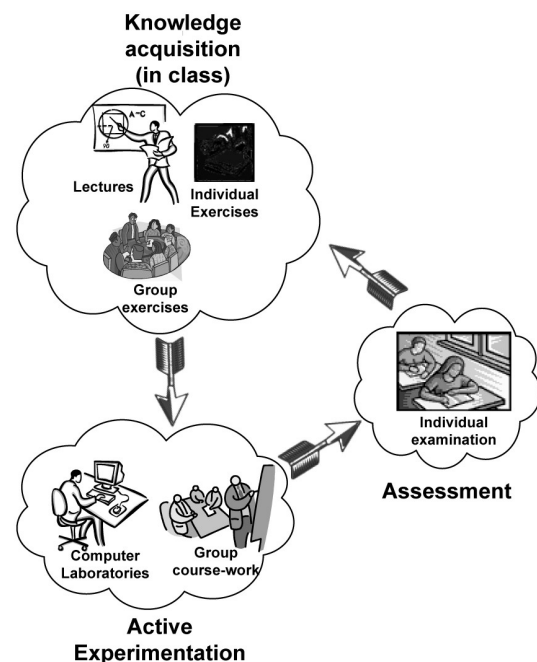 Knowledge
acquisition
(in class)
A-C
90
Lectures
Individual
Exercises
Group
exercises
Individual
examination
Assessment
Computer
Laboratories
Group
course-work
Active
Experimentation